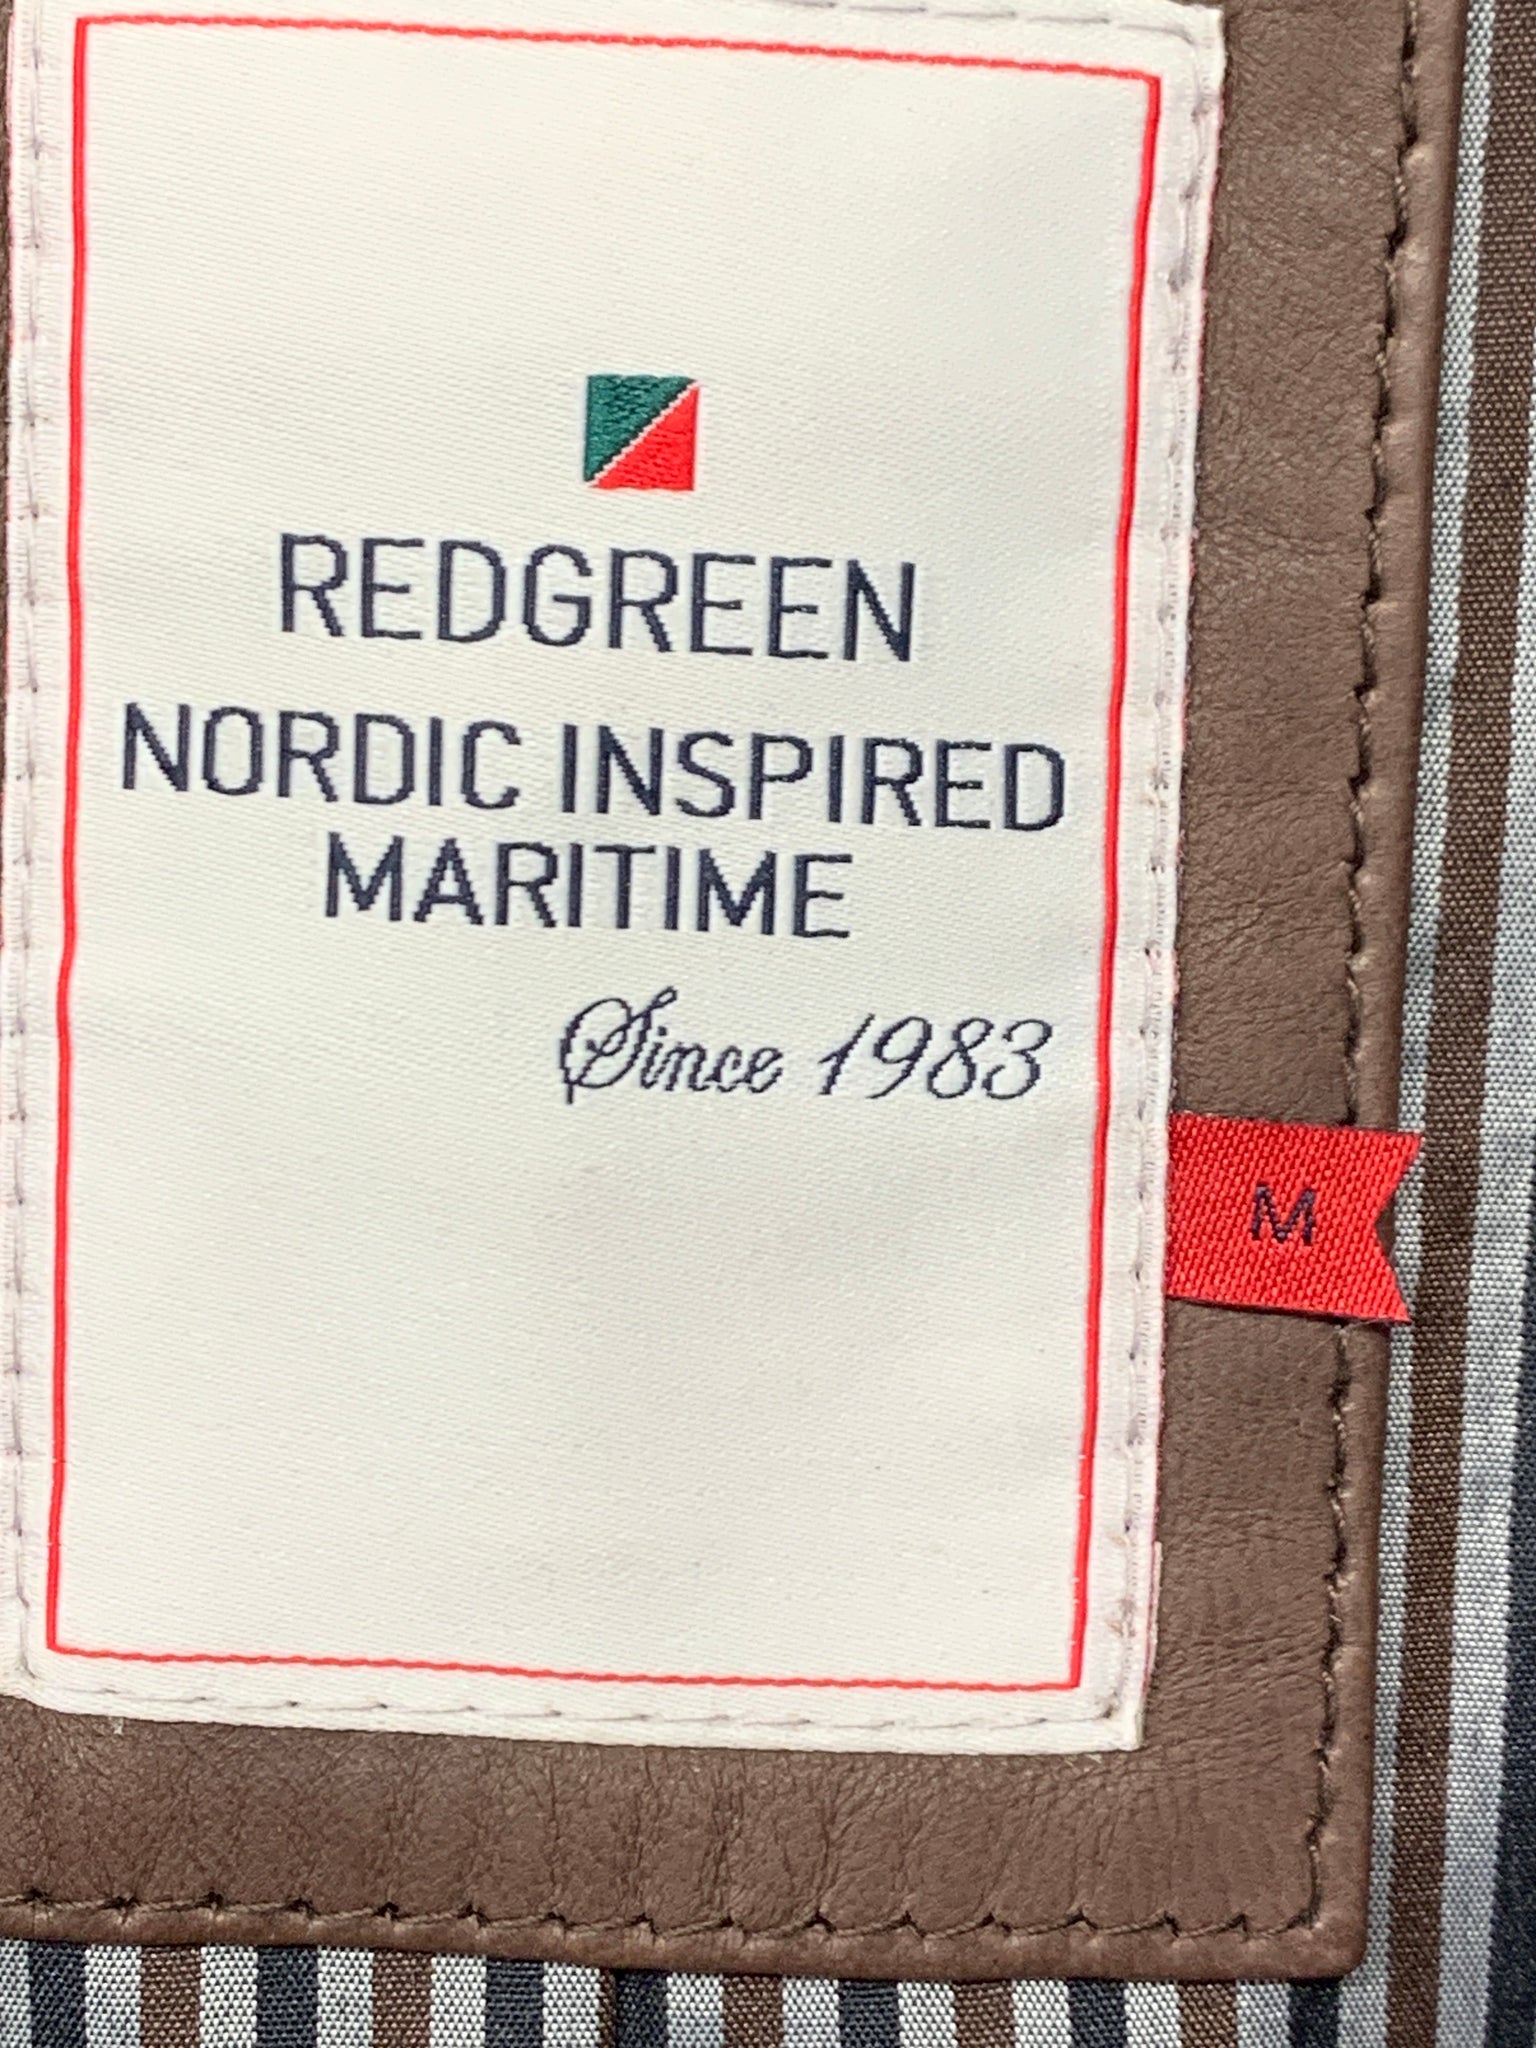 REDGREEN
NORDIC INSPIRED
MARITIME
Since 1983
M